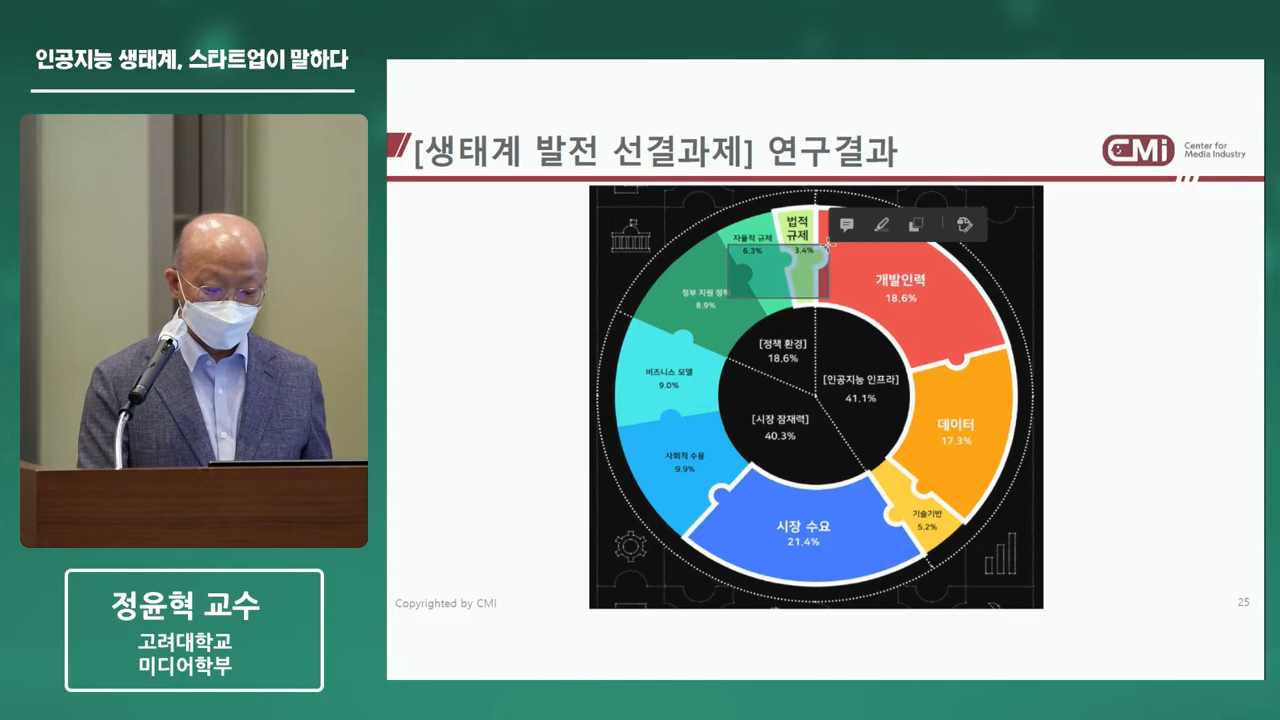 인공지능 생태계, 스타트업이 말하다
[생태계 발전 선결과제] 연구결과
CMi
Center for
Media Industry
법적
규제
3.4%
자율적 규제
6.3%
개발인력
18.6%
정부 지원 정책
8.9%
[정책 환경]
18.6%
비즈니스 모델
9.0%
[인공지능 인프라]
41.1%
[시장 잠재력]
40.3%
데이터
17.3%
사회적 수용
9.9%
기술기반
5.2%
시장 수요
21.4%
정윤혁 교수
고려대학교
미디어학부
Copyrighted by CMI
25